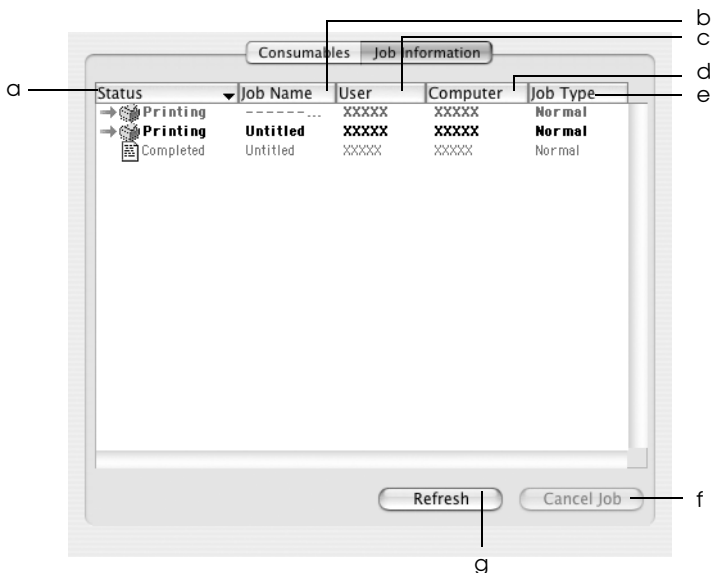 b
c
Consumables Job Information
d
a Status Job Name User Computer Job Type e
Printing ------... XXXXX XXXXX Normal
Printing Untitled XXXXX XXXXX Normal
Completed Untitled XXXXX XXXXX Normal
Refresh Cancel Job f
g